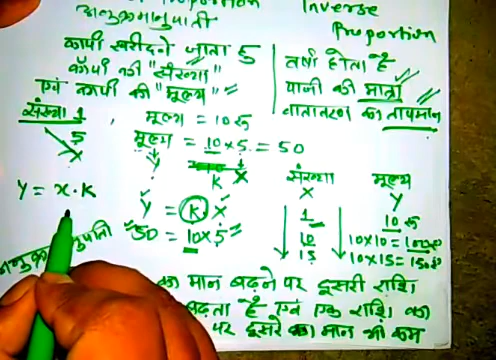 Proportion
Inverse
Proportion
अनुक्रमानुपाती
कापी खरीदने जाता हुँ
कॉपी की "संख्या"
एवं कापी की "मूल्य"
वर्षा होता है
पानी की मात्रा
वातावरण का तापमान
संख्या 1 , मूल्य = 10 रु
5 मूल्य = 10 × 5 = 50
x y K X
Y = x · K
Y = K · X
"50 = 10 × 5"
संख्या मूल्य
X Y
1 10 रु
10 10 × 10 = 100 रु
15 10 × 15 = 150 रु
का मान बढ़ने पर दूसरी राशि
बढ़ता है एवं एक राशि का
पर दूसरे का मान भी कम